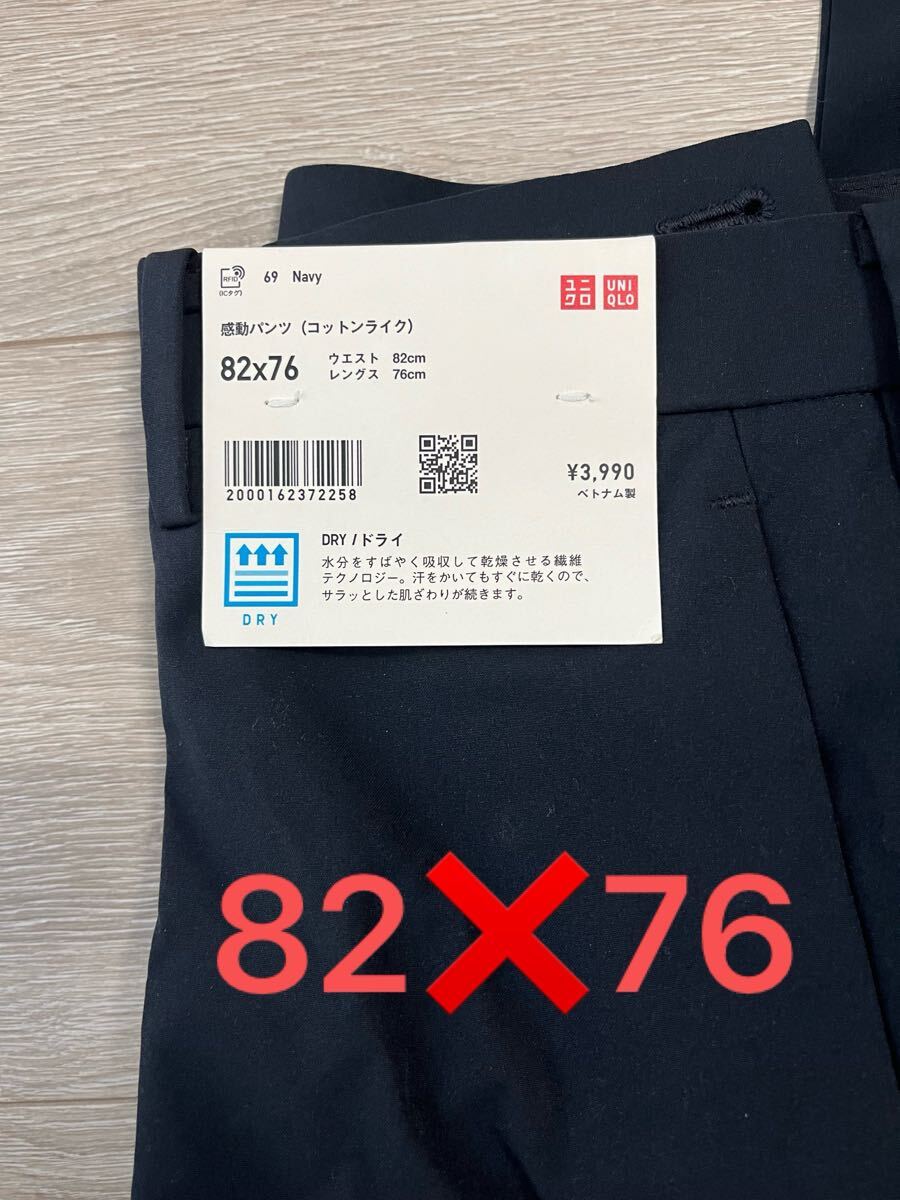 RFID
(ICタグ)
69 Navy
ユニ
クロ
UNI
QLO
感動パンツ（コットンライク）
82x76
ウエスト 82cm
レングス 76cm
2000162372258
¥3,990
ベトナム製
DRY / ドライ
水分をすばやく吸収して乾燥させる繊維
テクノロジー。汗をかいてもすぐに乾くので、
サラッとした肌ざわりが続きます。
DRY
82❌76